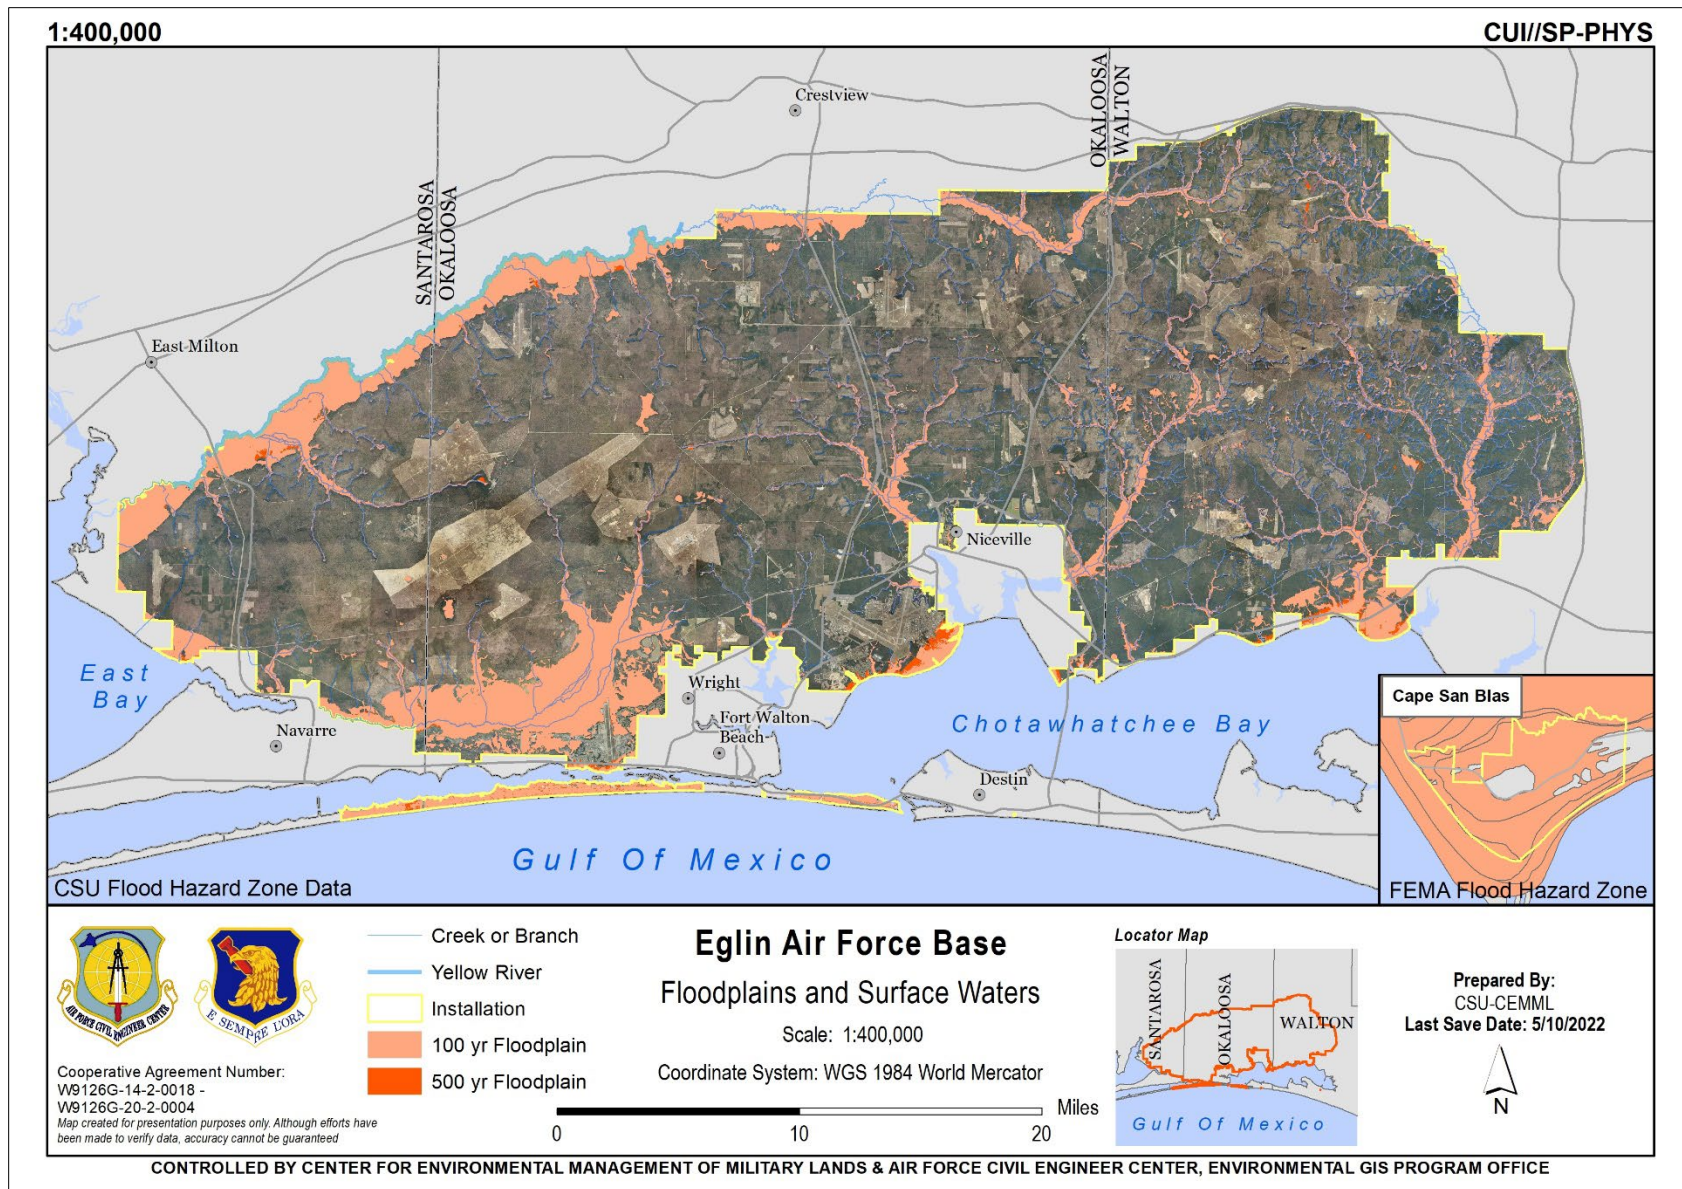 1:400,000
CUI//SP-PHYS
Crestview
OKALOOSA
WALTON
SANTAROSA
OKALOOSA
East Milton
Niceville
East
Bay
Wright
Fort Walton
Beach
Navarre
Chotawhatchee Bay
Destin
Cape San Blas
Gulf Of Mexico
CSU Flood Hazard Zone Data
FEMA Flood Hazard Zone
AIR FORCE CIVIL ENGINEER CENTER
E SEMPRE L'ORA
Cooperative Agreement Number:
W9126G-14-2-0018 -
W9126G-20-2-0004
Map created for presentation purposes only. Although efforts have
been made to verify data, accuracy cannot be guaranteed
Creek or Branch
Yellow River
Installation
100 yr Floodplain
500 yr Floodplain
Eglin Air Force Base
Floodplains and Surface Waters
Scale: 1:400,000
Coordinate System: WGS 1984 World Mercator
Miles
0
10
20
Locator Map
SANTAROSA
OKALOOSA
WALTON
Gulf Of Mexico
Prepared By:
CSU-CEMML
Last Save Date: 5/10/2022
N
CONTROLLED BY CENTER FOR ENVIRONMENTAL MANAGEMENT OF MILITARY LANDS & AIR FORCE CIVIL ENGINEER CENTER, ENVIRONMENTAL GIS PROGRAM OFFICE